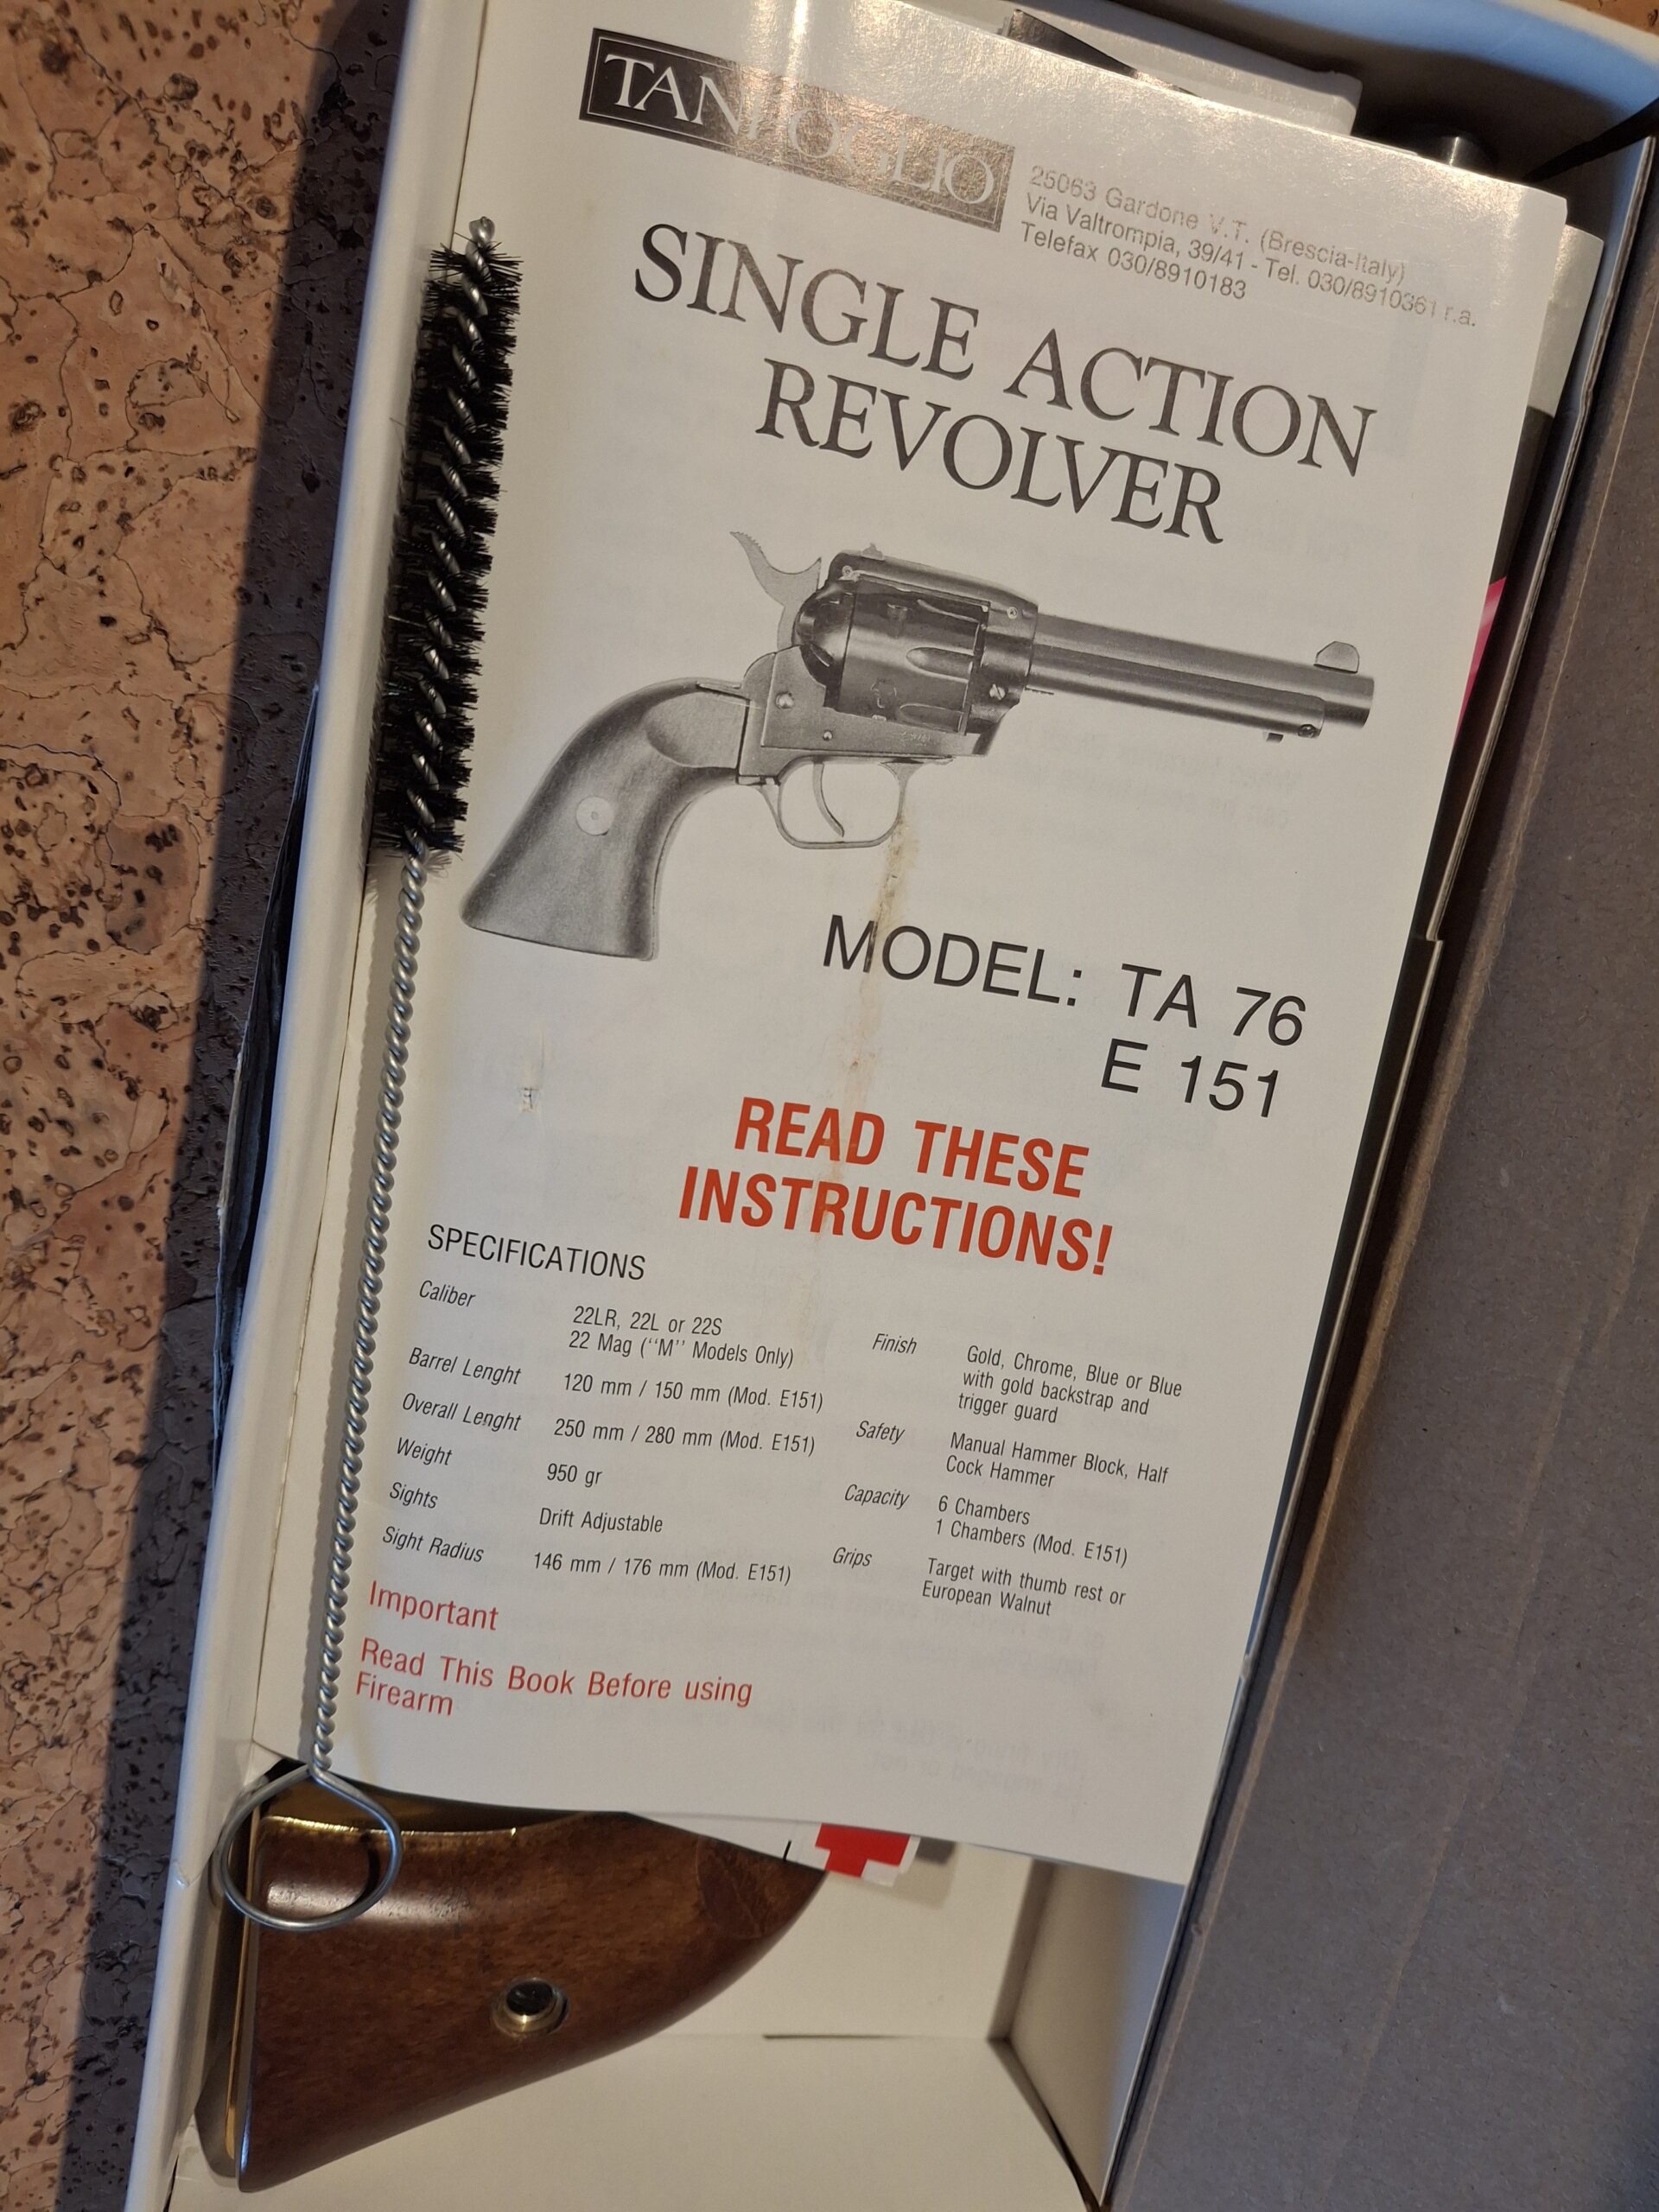 TANFOGLIO
25063 Gardone V.T. (Brescia-Italy)
Via Valtrompia, 39/41 - Tel. 030/8910361 r.a.
Telefax 030/8910183
SINGLE ACTION
REVOLVER
MODEL: TA 76
E 151
READ THESE
INSTRUCTIONS!
SPECIFICATIONS
Caliber
22LR, 22L or 22S
22 Mag (''M'' Models Only)
Barrel Lenght
120 mm / 150 mm (Mod. E151)
Overall Lenght
250 mm / 280 mm (Mod. E151)
Weight
950 gr
Sights
Drift Adjustable
Sight Radius
146 mm / 176 mm (Mod. E151)
Finish
Gold, Chrome, Blue or Blue
with gold backstrap and
trigger guard
Safety
Manual Hammer Block, Half
Cock Hammer
Capacity
6 Chambers
1 Chambers (Mod. E151)
Grips
Target with thumb rest or
European Walnut
Important
Read This Book Before using
Firearm